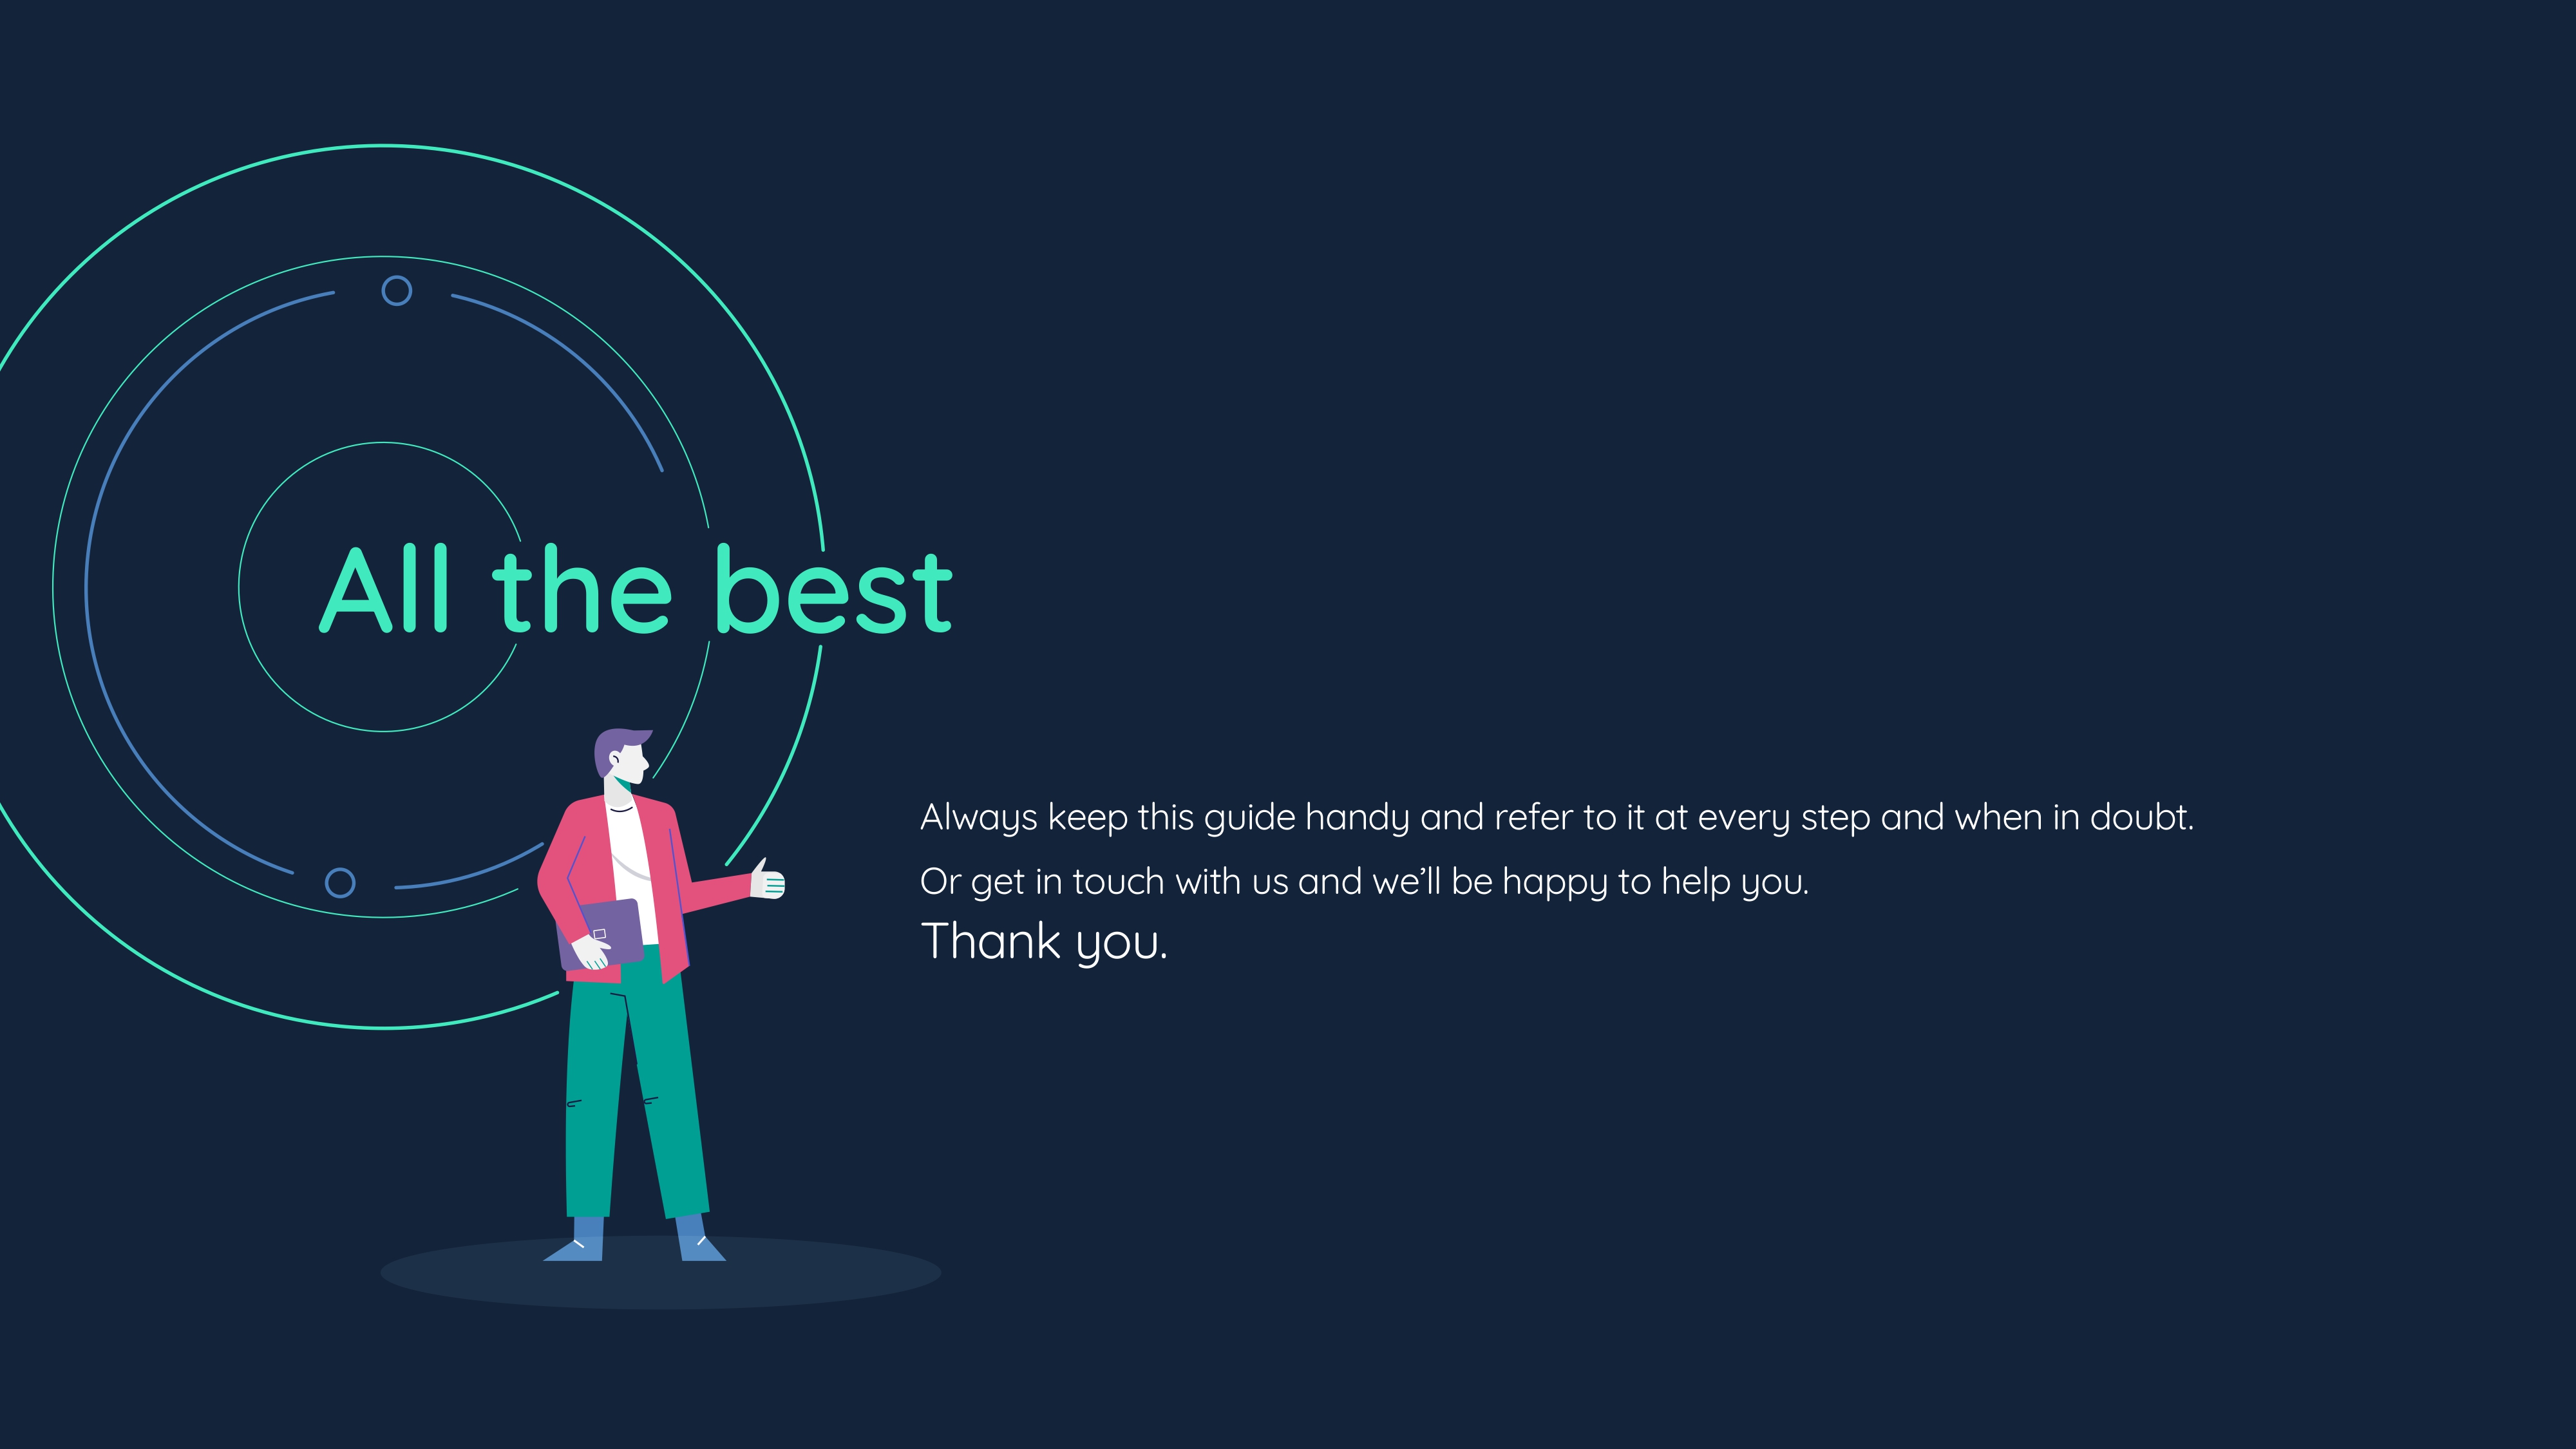 All the best
Always keep this guide handy and refer to it at every step and when in doubt.
Or get in touch with us and we’ll be happy to help you.
Thank you.